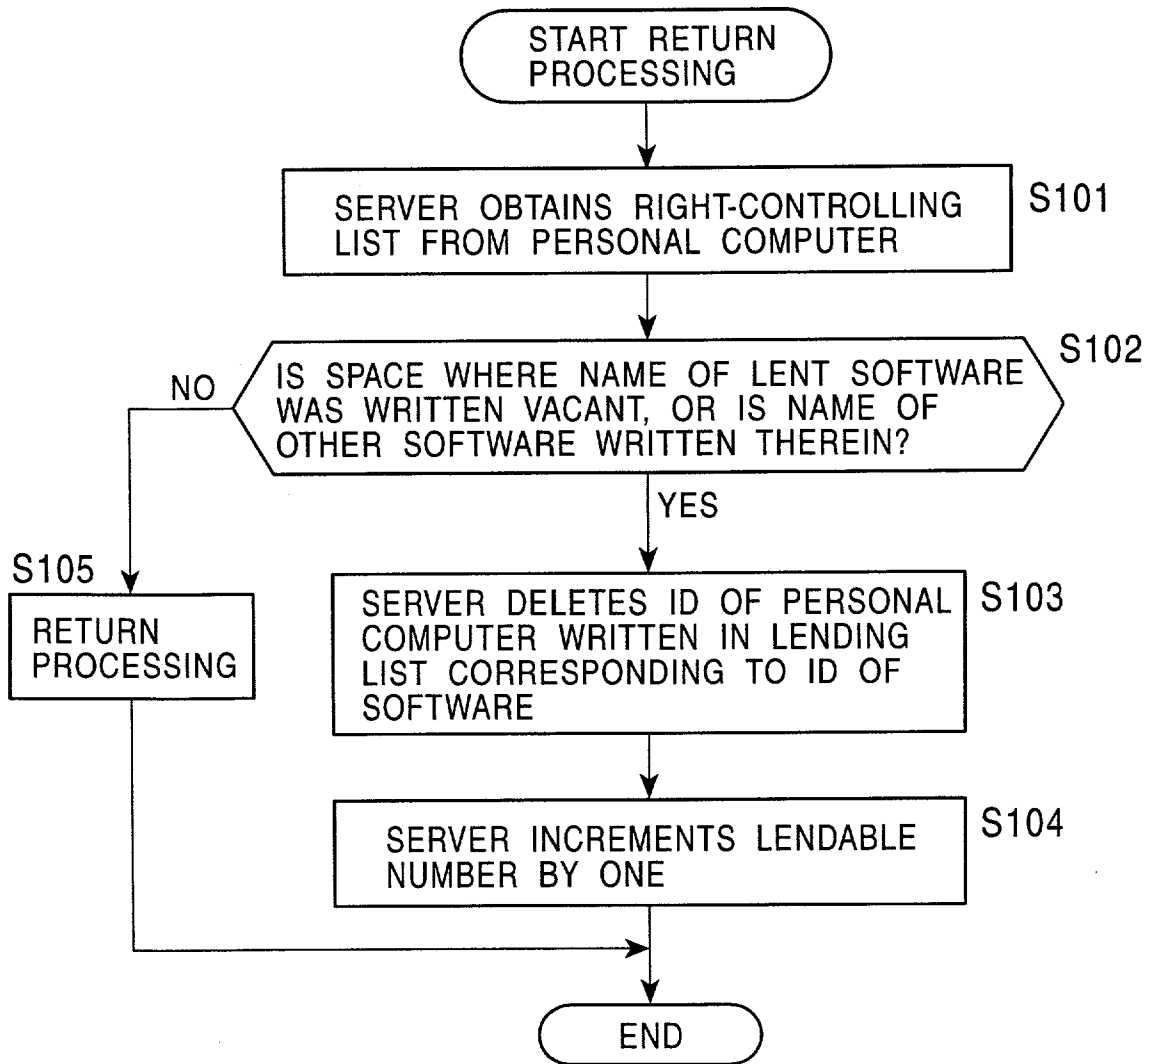 START RETURN
PROCESSING
SERVER OBTAINS RIGHT-CONTROLLING
LIST FROM PERSONAL COMPUTER
S101
S102
IS SPACE WHERE NAME OF LENT SOFTWARE
WAS WRITTEN VACANT, OR IS NAME OF
OTHER SOFTWARE WRITTEN THEREIN?
NO
YES
S105
RETURN
PROCESSING
SERVER DELETES ID OF PERSONAL
COMPUTER WRITTEN IN LENDING
LIST CORRESPONDING TO ID OF
SOFTWARE
S103
SERVER INCREMENTS LENDABLE
NUMBER BY ONE
S104
END